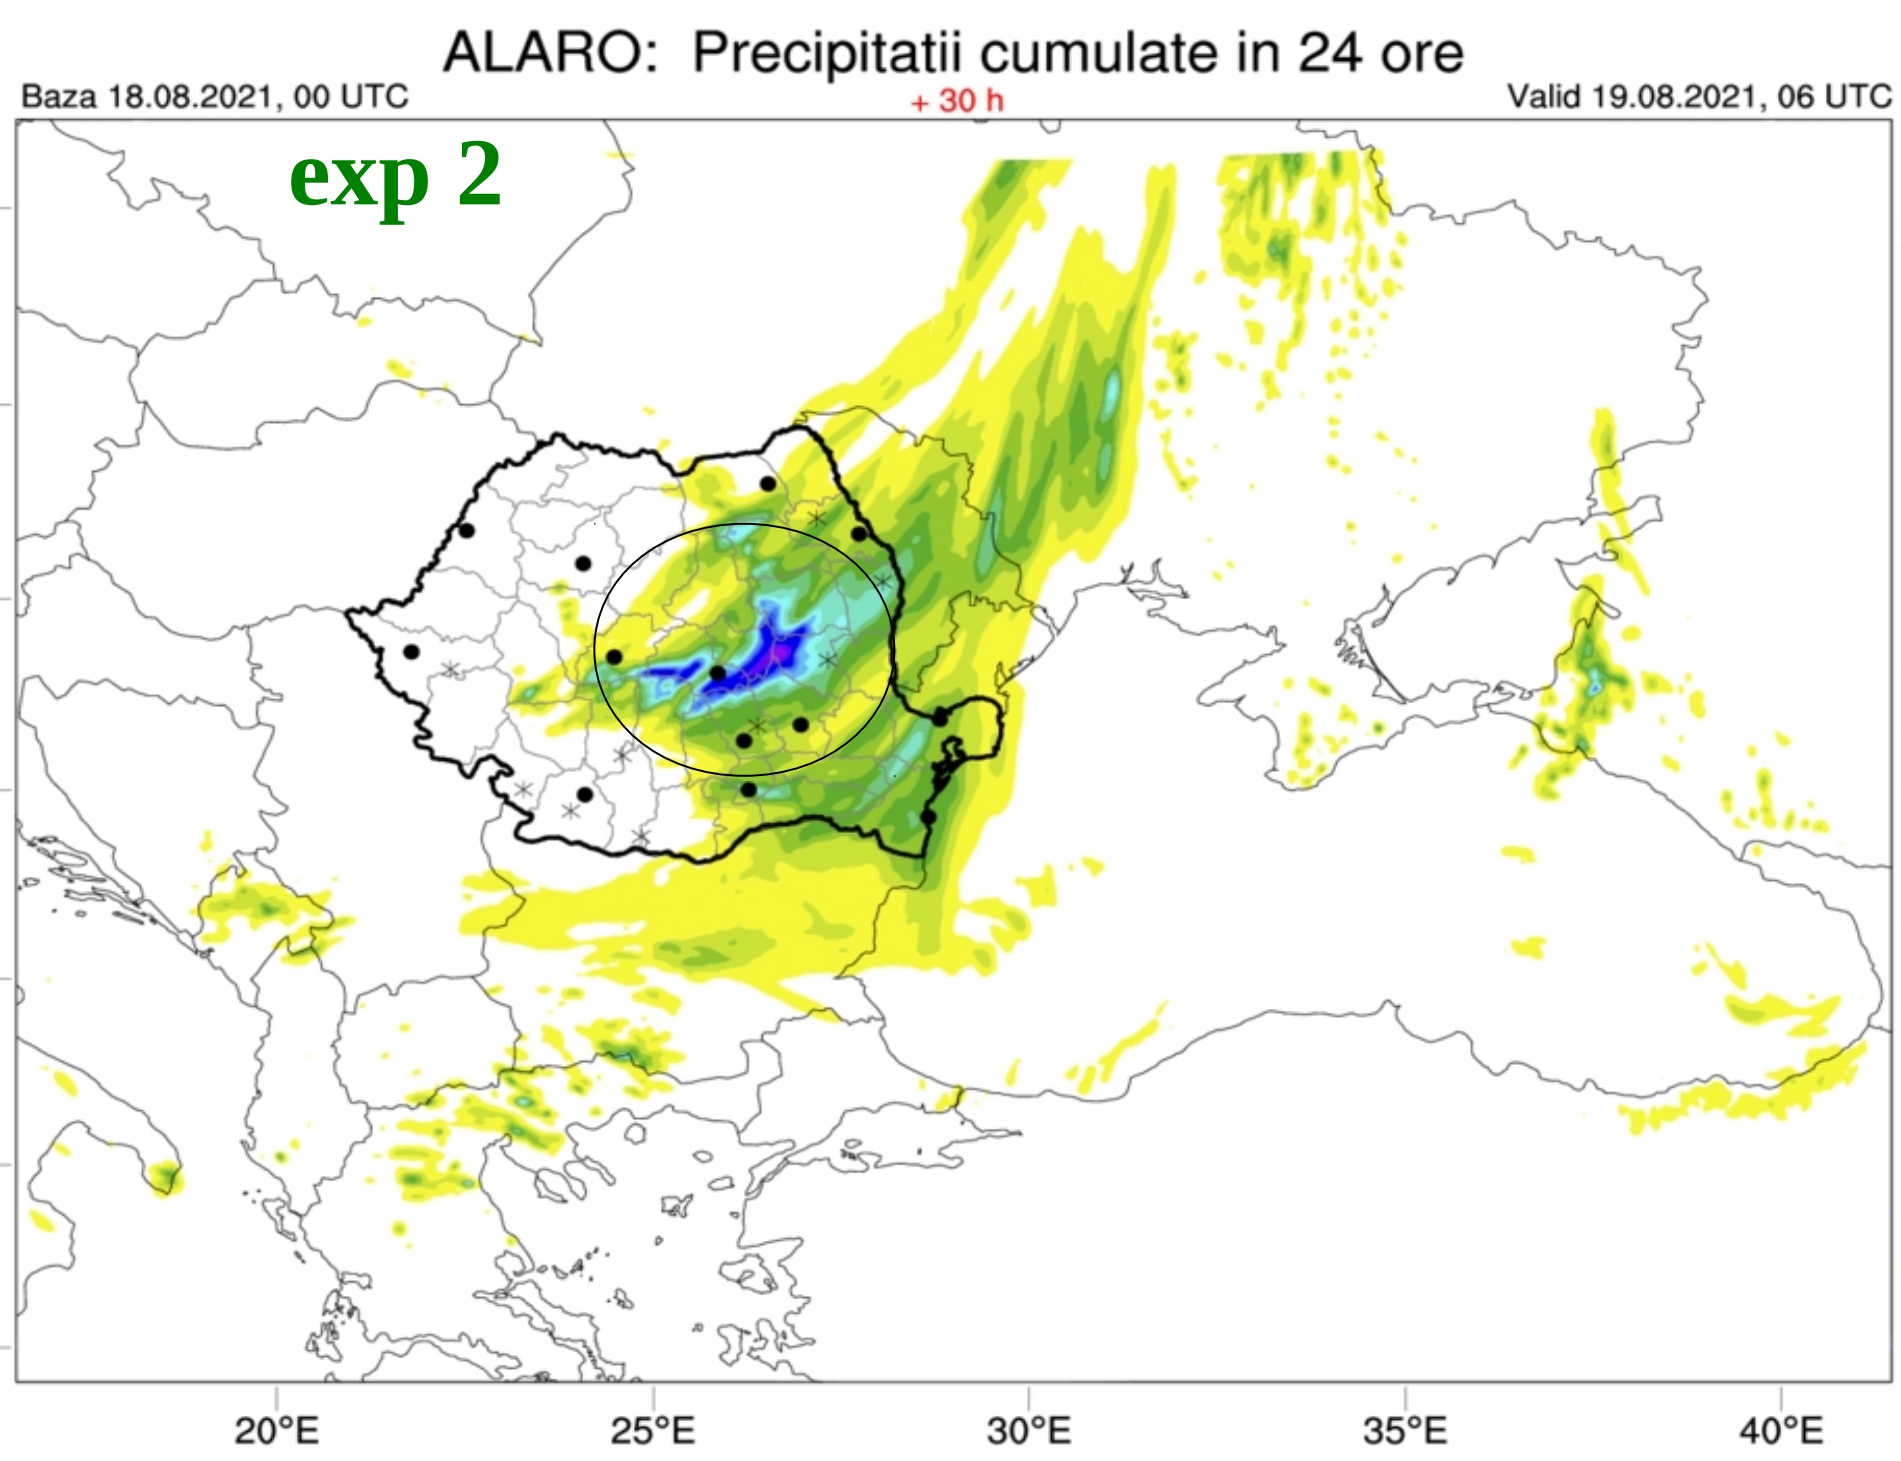 ALARO: Precipitatii cumulate in 24 ore
Baza 18.08.2021, 00 UTC
+ 30 h
Valid 19.08.2021, 06 UTC
exp 2
20°E
25°E
30°E
35°E
40°E